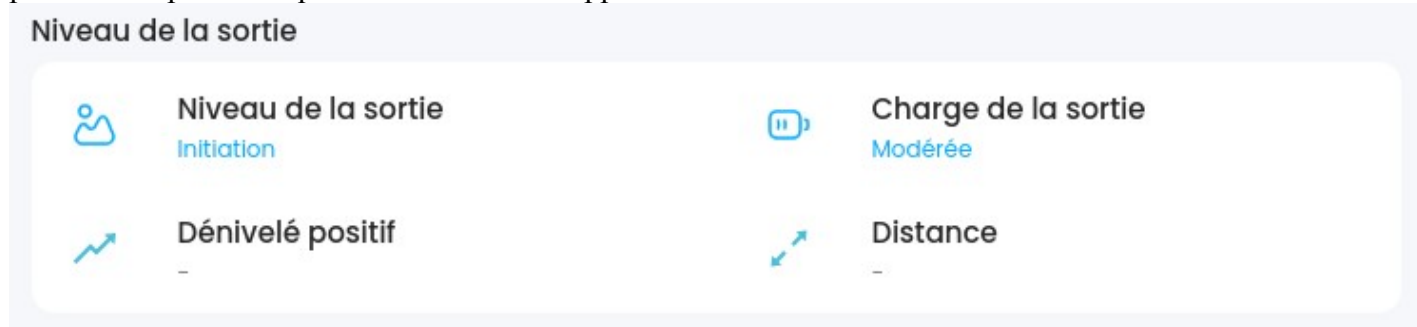 Niveau de la sortie
Niveau de la sortie
Initiation
Charge de la sortie
Modérée
Dénivelé positif
-
Distance
-